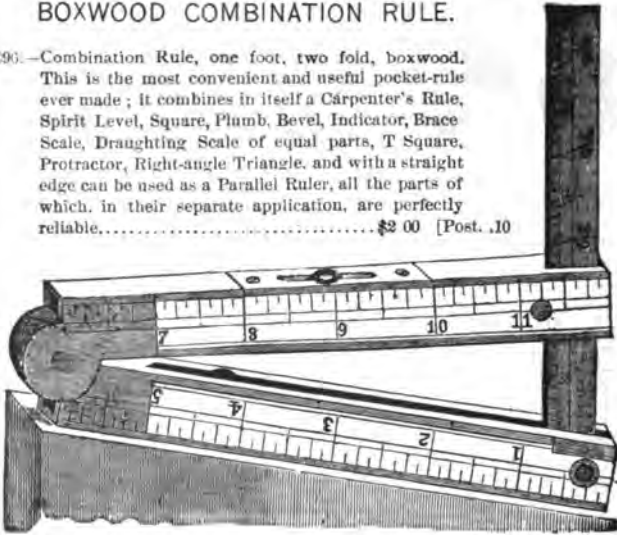 BOXWOOD COMBINATION RULE.
96.—Combination Rule, one foot, two fold, boxwood.
This is the most convenient and useful pocket-rule
ever made ; it combines in itself a Carpenter's Rule,
Spirit Level, Square, Plumb, Bevel, Indicator, Brace
Scale, Draughting Scale of equal parts, T Square,
Protractor, Right-angle Triangle, and with a straight
edge can be used as a Parallel Ruler, all the parts of
which, in their separate application, are perfectly
reliable.................................$2 00 [Post. .10
7 8 9 10 11
5 4 3 2 1